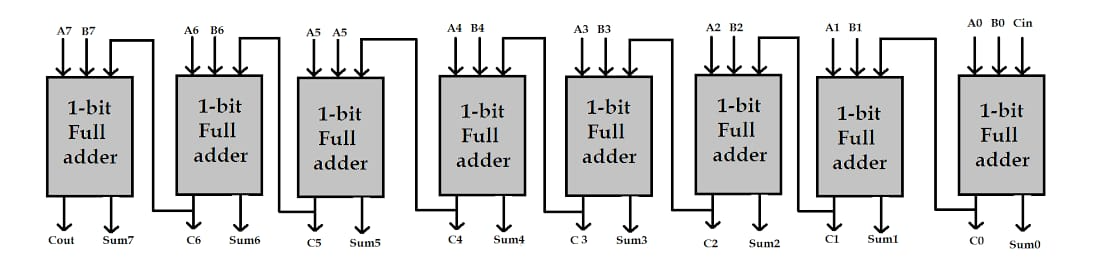 A7 B7
A6 B6
A5 A5
A4 B4
A3 B3
A2 B2
A1 B1
A0 B0 Cin
1-bit
Full
adder
1-bit
Full
adder
1-bit
Full
adder
1-bit
Full
adder
1-bit
Full
adder
1-bit
Full
adder
1-bit
Full
adder
1-bit
Full
adder
Cout Sum7
C6 Sum6
C5 Sum5
C4 Sum4
C 3 Sum3
C2 Sum2
C1 Sum1
C0 Sum0